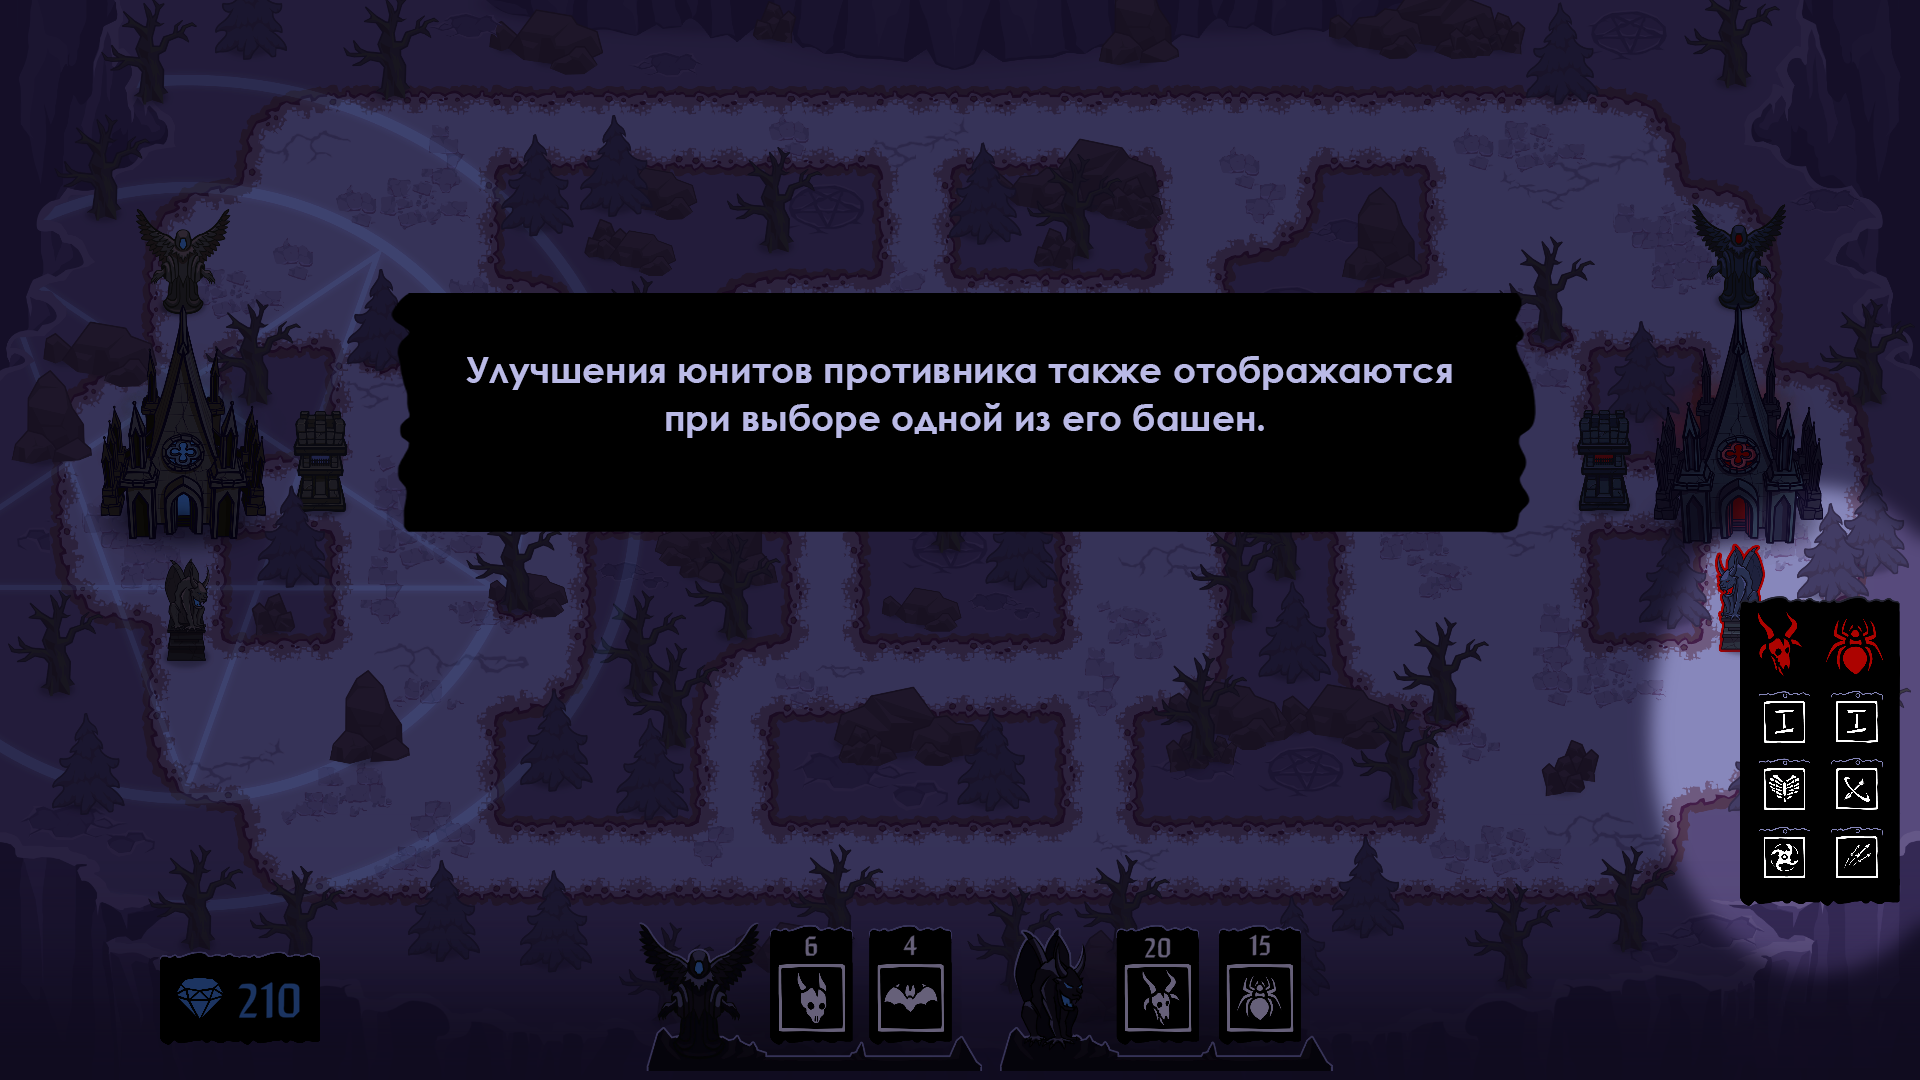 Улучшения юнитов противника также отображаются
при выборе одной из его башен.
I I
6 4 20 15
210